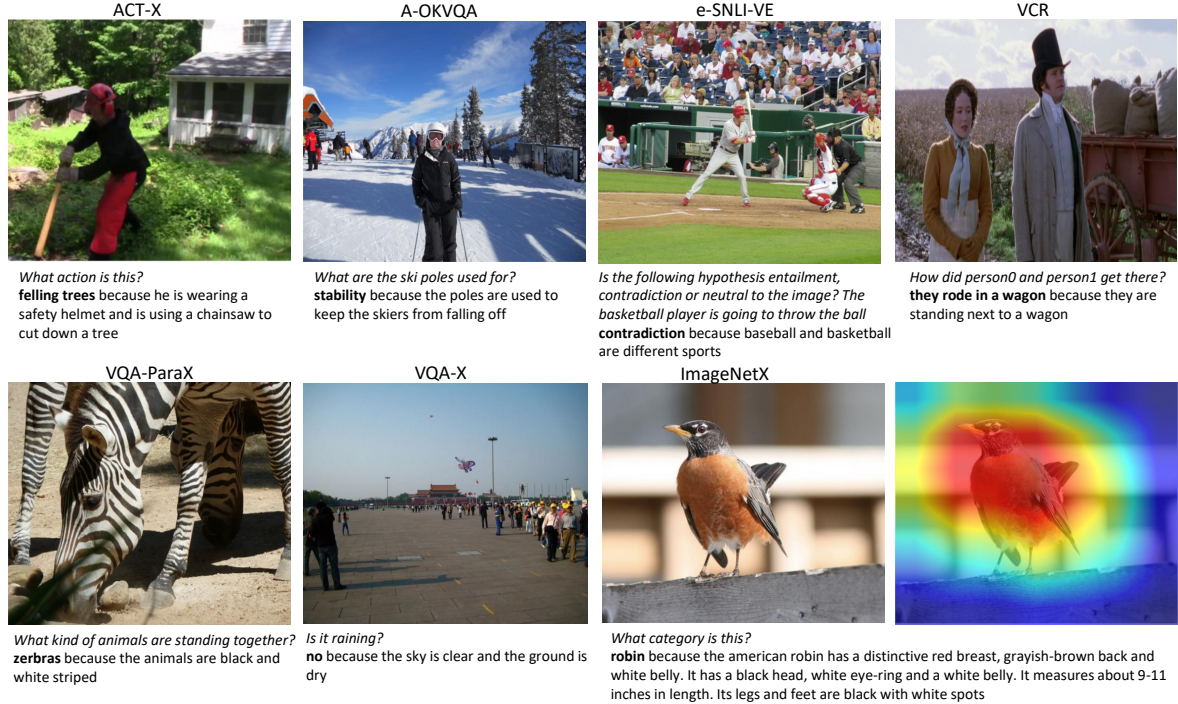 ACT-X
A-OKVQA
e-SNLI-VE
VCR
What action is this?
felling trees because he is wearing a
safety helmet and is using a chainsaw to
cut down a tree
What are the ski poles used for?
stability because the poles are used to
keep the skiers from falling off
Is the following hypothesis entailment,
contradiction or neutral to the image? The
basketball player is going to throw the ball
contradiction because baseball and basketball
are different sports
How did person0 and person1 get there?
they rode in a wagon because they are
standing next to a wagon
VQA-ParaX
VQA-X
ImageNetX
What kind of animals are standing together?
zerbras because the animals are black and
white striped
Is it raining?
no because the sky is clear and the ground is
dry
What category is this?
robin because the american robin has a distinctive red breast, grayish-brown back and
white belly. It has a black head, white eye-ring and a white belly. It measures about 9-11
inches in length. Its legs and feet are black with white spots